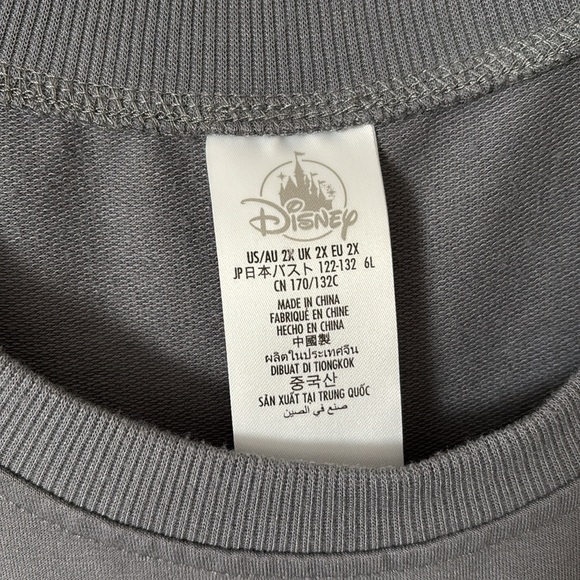 Disney
US/AU 2X UK 2X EU 2X
JP日本バスト 122-132 6L
CN 170/132C
MADE IN CHINA
FABRIQUÉ EN CHINE
HECHO EN CHINA
中國製
ผลิตในประเทศจีน
DIBUAT DI TIONGKOK
중국산
SẢN XUẤT TẠI TRUNG QUỐC
صنع في الصين